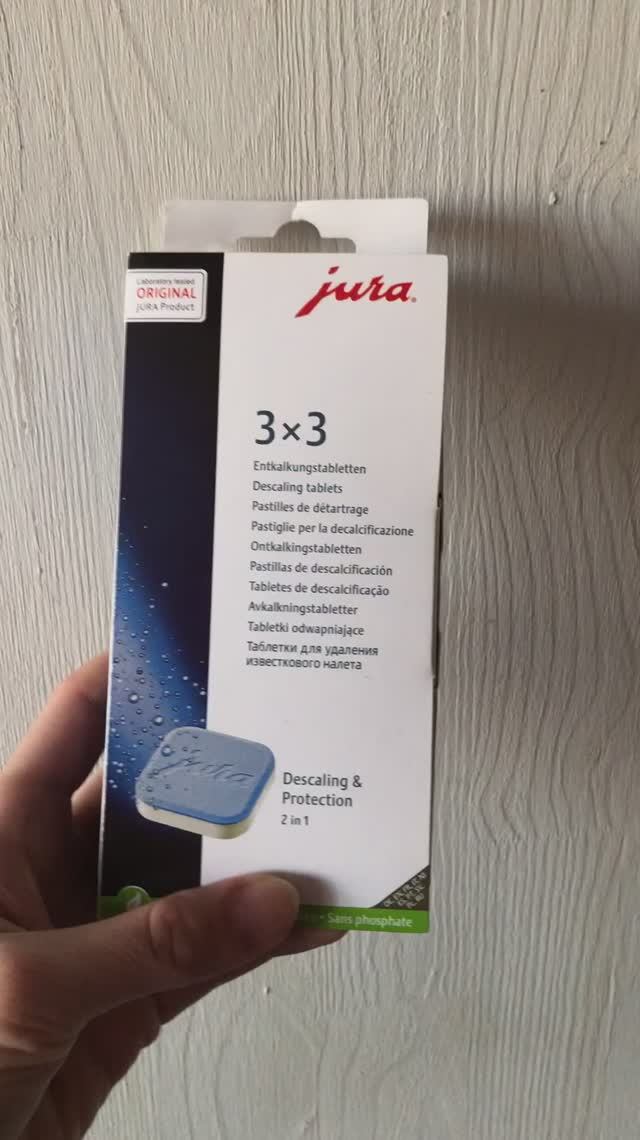 Laboratory tested
ORIGINAL
JURA Product
jura®
3×3
Entkalkungstabletten
Descaling tablets
Pastilles de détartrage
Pastiglie per la decalcificazione
Ontkalkingstabletten
Pastillas de descalcificación
Tabletes de descalcificação
Avkalkningstabletter
Tabletki odwapniające
Таблетки для удаления
известкового налета
jura
Descaling &
Protection
2 in 1
• Sans phosphate